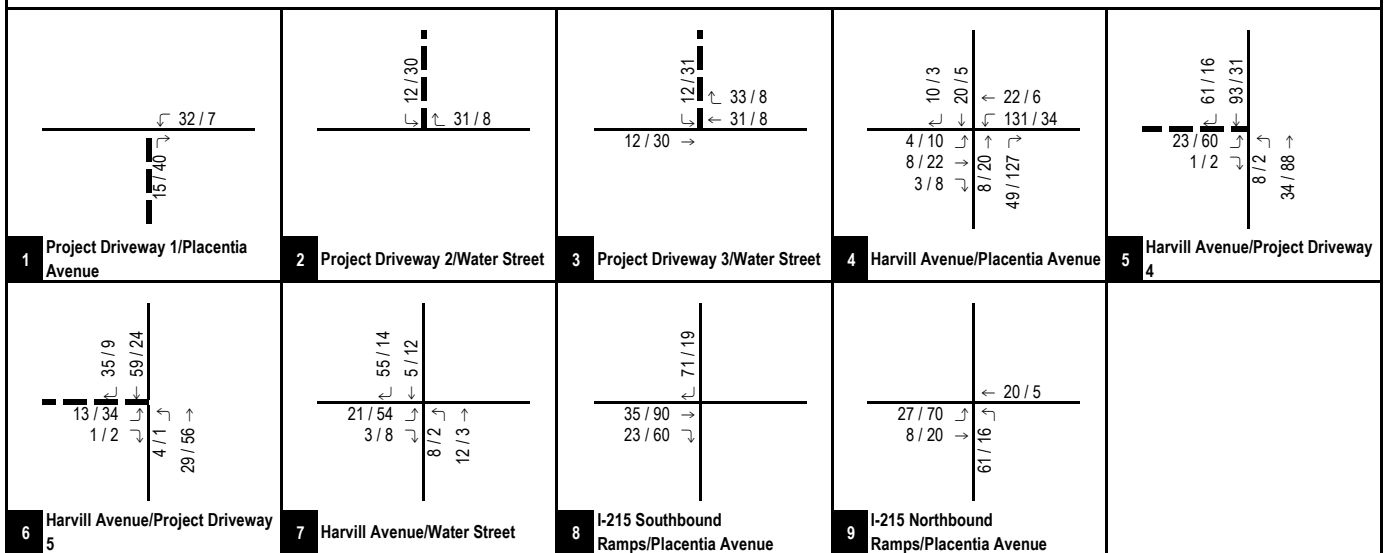 32 / 7
15 / 40
1 Project Driveway 1/Placentia
Avenue
12 / 30
31 / 8
2 Project Driveway 2/Water Street
12 / 31
33 / 8
31 / 8
12 / 30
3 Project Driveway 3/Water Street
10 / 3
20 / 5
22 / 6
131 / 34
4 / 10
8 / 22
3 / 8
8 / 20
49 / 127
4 Harvill Avenue/Placentia Avenue
61 / 16
93 / 31
23 / 60
1 / 2
8 / 2
34 / 88
5 Harvill Avenue/Project Driveway
4
35 / 9
59 / 24
13 / 34
1 / 2
4 / 1
29 / 56
6 Harvill Avenue/Project Driveway
5
55 / 14
5 / 12
21 / 54
3 / 8
8 / 2
12 / 3
7 Harvill Avenue/Water Street
71 / 19
35 / 90
23 / 60
8 I-215 Southbound
Ramps/Placentia Avenue
20 / 5
27 / 70
8 / 20
61 / 16
9 I-215 Northbound
Ramps/Placentia Avenue